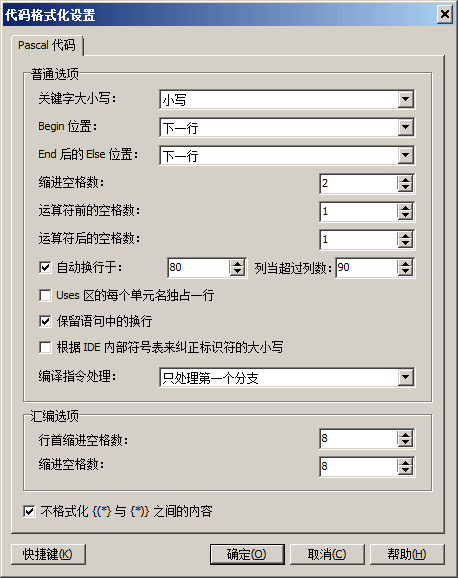 代码格式化设置
Pascal 代码
普通选项
关键字大小写： 小写
Begin 位置： 下一行
End 后的 Else 位置： 下一行
缩进空格数： 2
运算符前的空格数： 1
运算符后的空格数： 1
自动换行于： 80 列当超过列数： 90
Uses 区的每个单元名独占一行
保留语句中的换行
根据 IDE 内部符号表来纠正标识符的大小写
编译指令处理： 只处理第一个分支
汇编选项
行首缩进空格数： 8
缩进空格数： 8
不格式化 {(*} 与 {*)} 之间的内容
快捷键(K) 确定(O) 取消(C) 帮助(H)